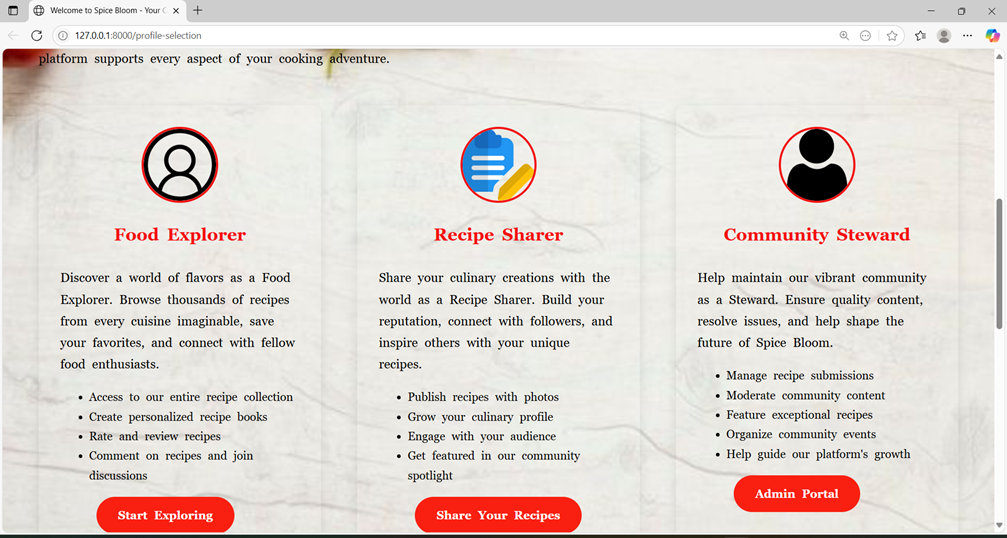 Welcome to Spice Bloom - Your C
127.0.0.1:8000/profile-selection
platform supports every aspect of your cooking adventure.
Food Explorer
Discover a world of flavors as a Food
Explorer. Browse thousands of recipes
from every cuisine imaginable, save
your favorites, and connect with fellow
food enthusiasts.
• Access to our entire recipe collection
• Create personalized recipe books
• Rate and review recipes
• Comment on recipes and join
discussions
Start Exploring
Recipe Sharer
Share your culinary creations with the
world as a Recipe Sharer. Build your
reputation, connect with followers, and
inspire others with your unique
recipes.
• Publish recipes with photos
• Grow your culinary profile
• Engage with your audience
• Get featured in our community
spotlight
Share Your Recipes
Community Steward
Help maintain our vibrant community
as a Steward. Ensure quality content,
resolve issues, and help shape the
future of Spice Bloom.
• Manage recipe submissions
• Moderate community content
• Feature exceptional recipes
• Organize community events
• Help guide our platform's growth
Admin Portal